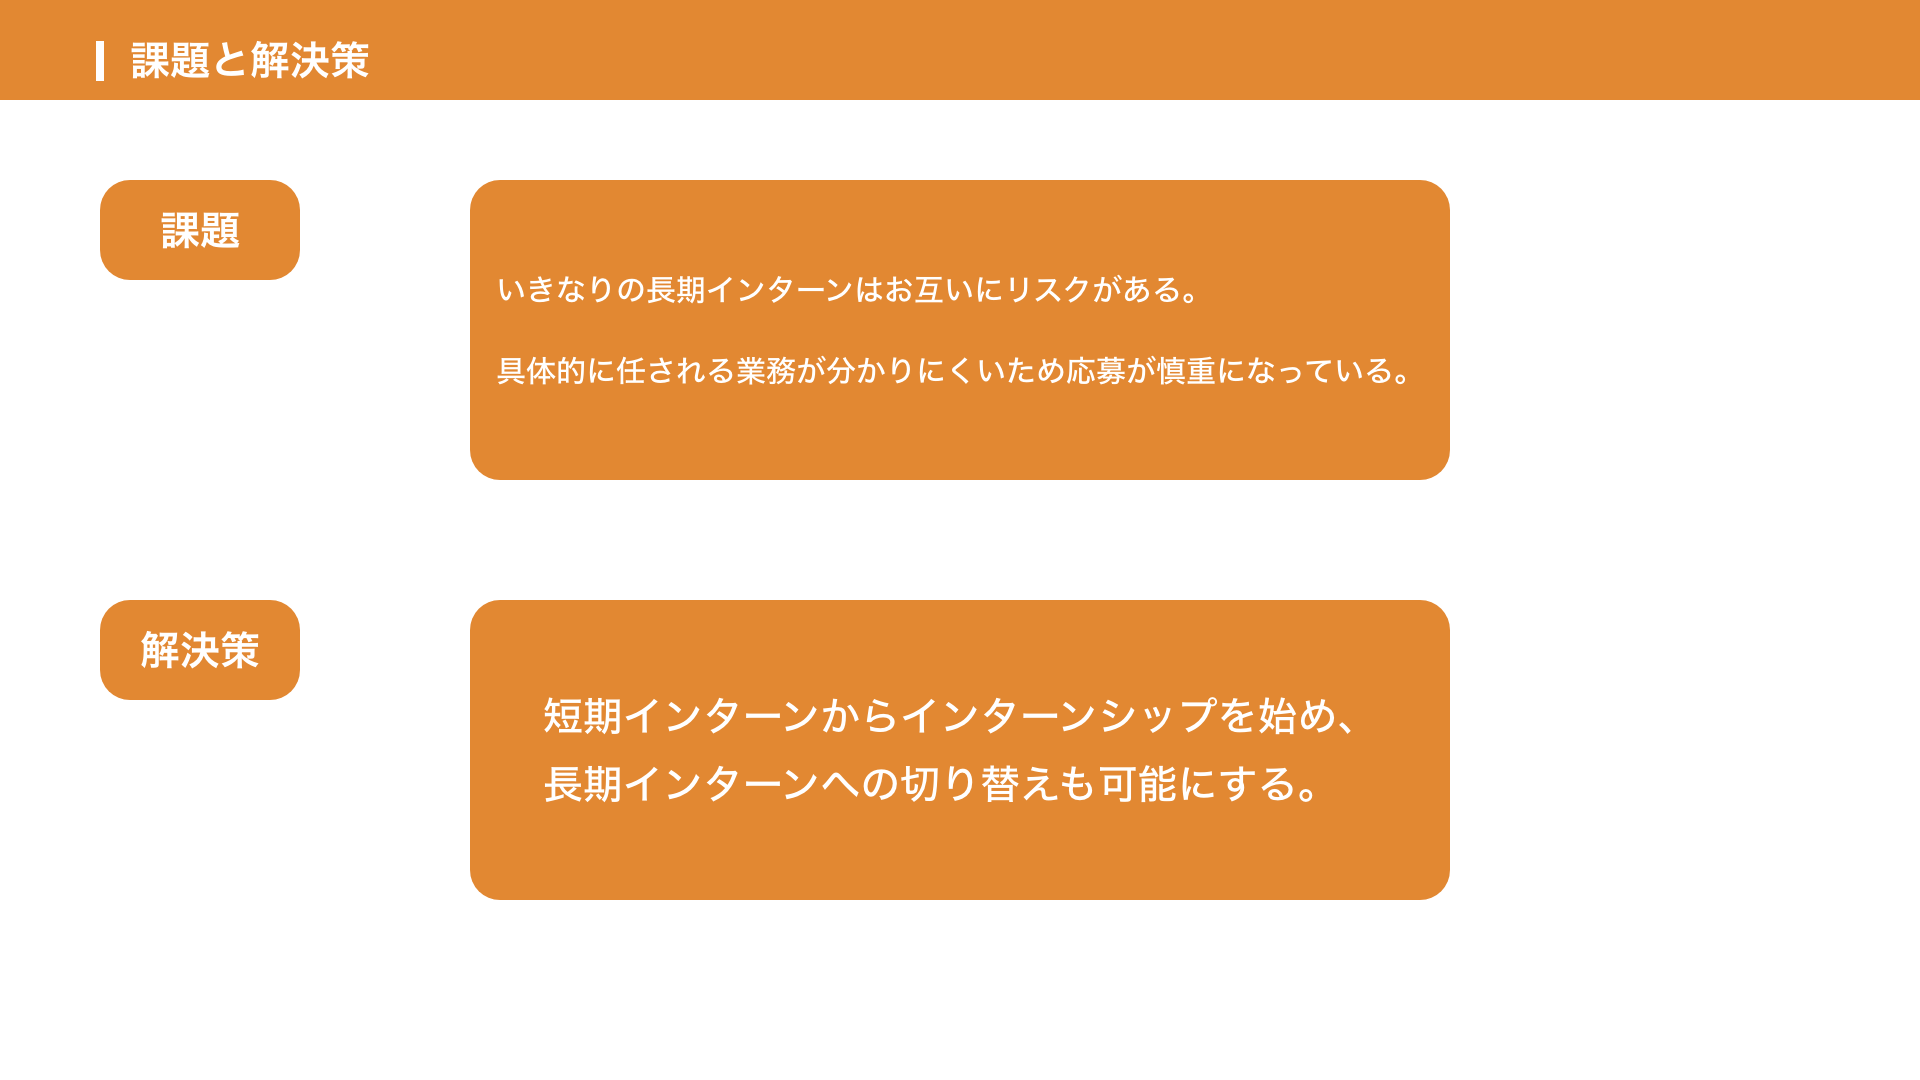 課題と解決策
課題
いきなりの長期インターンはお互いにリスクがある。
具体的に任される業務が分かりにくいため応募が慎重になっている。
解決策
短期インターンからインターンシップを始め、
長期インターンへの切り替えも可能にする。